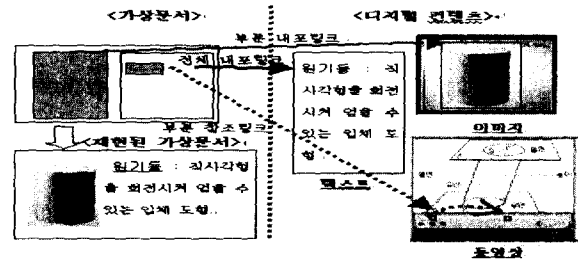 <가상문서>
<디지털 컨텐츠>
부분 내포링크
전체 내포링크
원기둥 : 직
사각형을 회전
시켜 얻을 수
있는 입체 도
형
텍스트
이미지
부분 참조링크
<재현된 가상문서>
원기둥 : 직사각형
을 회전시켜 얻을 수
있는 입체 도형..
동영상